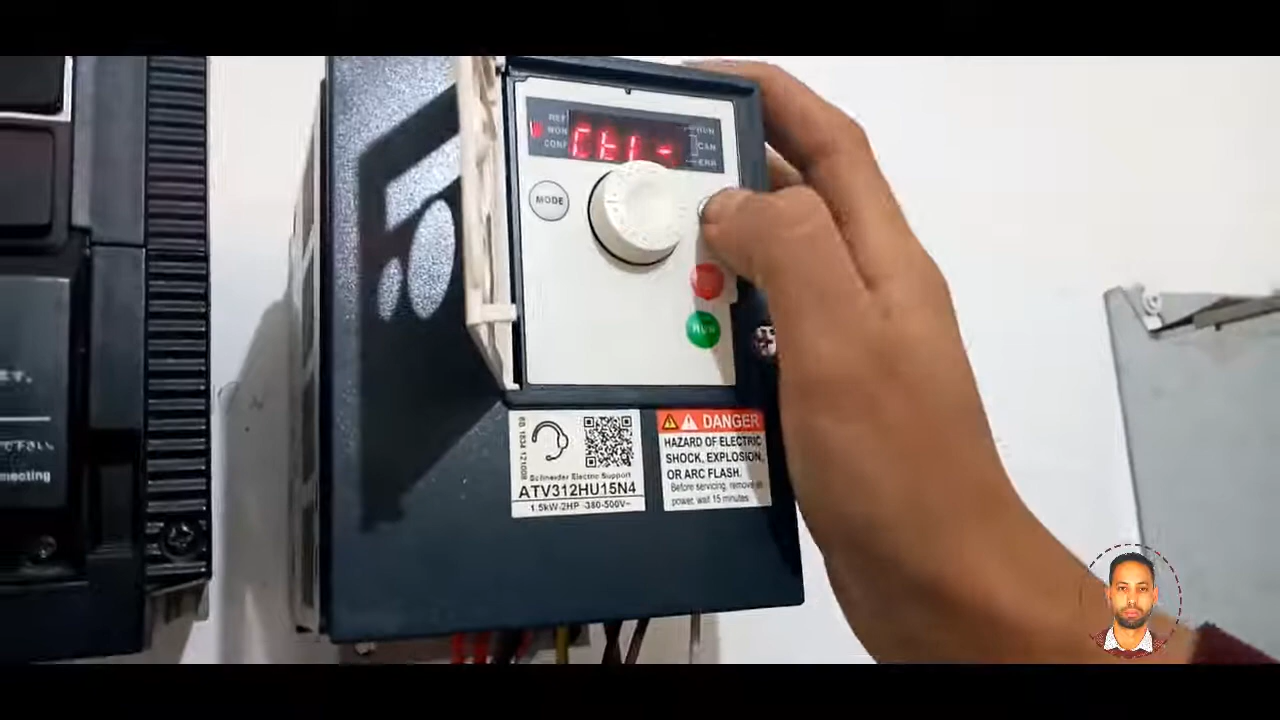 REF
MON
CONF
CtL-
RUN
CAN
ERR
MODE
RUN
Schneider Electric Support
ATV312HU15N4
1.5kW-2HP -380-500V~
DANGER
HAZARD OF ELECTRIC
SHOCK, EXPLOSION,
OR ARC FLASH.
Before servicing, remove
power, wait 15 minutes